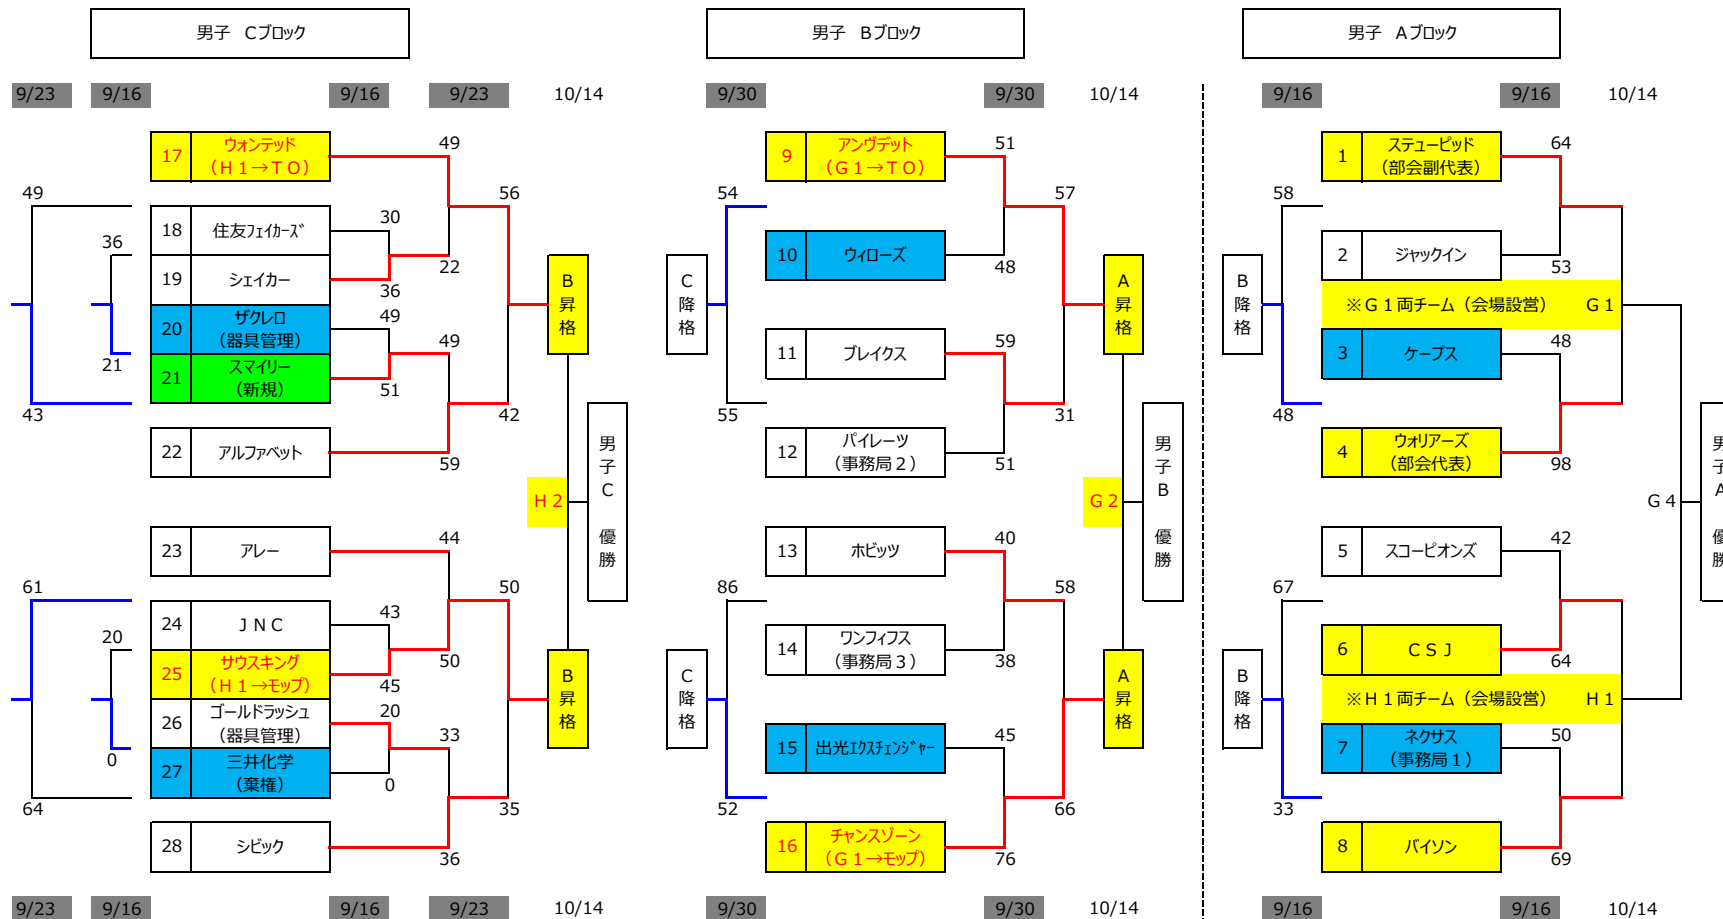 男子 Cブロック
男子 Bブロック
男子 Aブロック
9/23 9/16 9/16 9/23 10/14
9/30 9/30 10/14
9/16 9/16 10/14
17 ウォンテッド
(H1→TO)
49
49
56
18 住友フェイカーズ
30
36
19 シェイカー
22
36
20 ザクレロ
(器具管理)
49
49
21
21 スマイリー
(新規)
51
43
42
22 アルファベット
59
B昇格
H2
男子C 優勝
23 アレー
44
61
50
24 JNC
43
20
25 サウスキング
(H1→モップ)
50
45
26 ゴールドラッシュ
(器具管理)
20
33
0
27 三井化学
(棄権)
0
64
35
28 シビック
36
B昇格
9 アンヴデット
(G1→TO)
51
54
57
10 ウィローズ
48
C降格
11 ブレイクス
59
55
31
12 パイレーツ
(事務局2)
51
A昇格
G2
男子B 優勝
13 ホビッツ
40
86
58
14 ワンフィフス
(事務局3)
38
C降格
15 出光エクスチェンジャー
45
52
66
16 チャンスゾーン
(G1→モップ)
76
A昇格
1 ステューピッド
(部会副代表)
64
58
2 ジャックイン
53
※G1両チーム(会場設営) G1
B降格
3 ケープス
48
48
4 ウォリアーズ
(部会代表)
98
G4
男子A 優勝
5 スコーピオンズ
42
67
6 CSJ
64
※H1両チーム(会場設営) H1
B降格
7 ネクサス
(事務局1)
50
33
8 バイソン
69
9/23 9/16 9/16 9/23 10/14
9/30 9/30 10/14
9/16 9/16 10/14